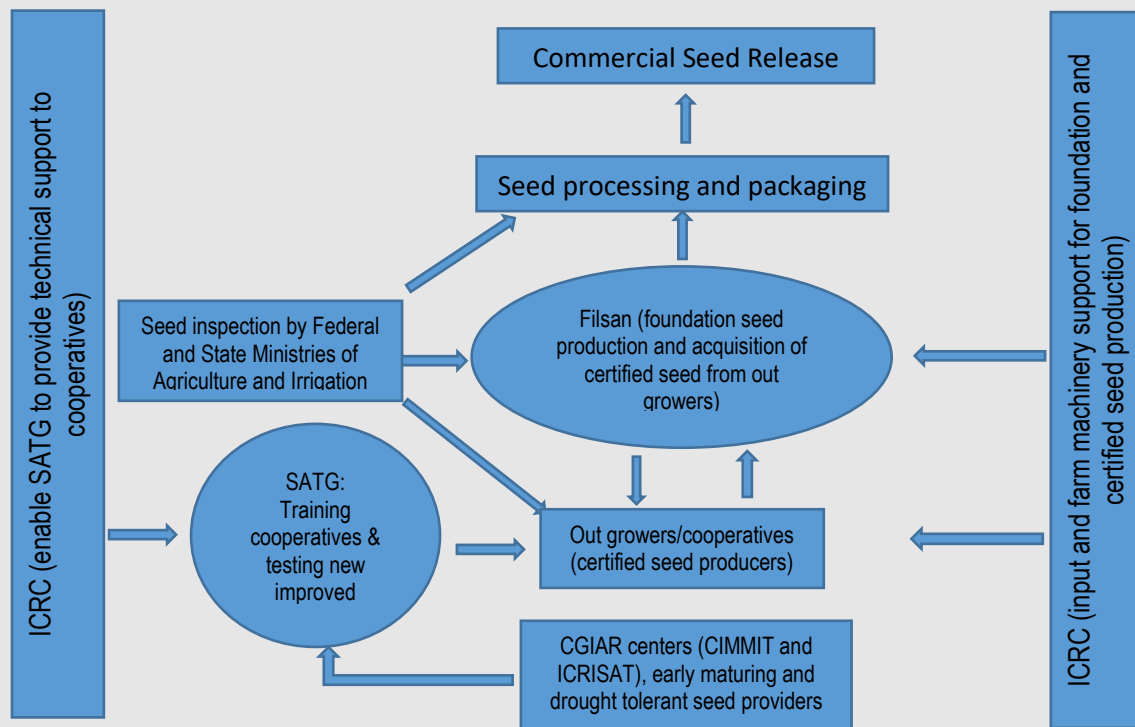 ICRC (enable SATG to provide technical support to
cooperatives)
Commercial Seed Release
Seed processing and packaging
Seed inspection by Federal
and State Ministries of
Agriculture and Irrigation
Filsan (foundation seed
production and acquisition of
certified seed from out
growers)
SATG:
Training
cooperatives &
testing new
improved
Out growers/cooperatives
(certified seed producers)
CGIAR centers (CIMMIT and
ICRISAT), early maturing and
drought tolerant seed providers
ICRC (input and farm machinery support for foundation and
certified seed production)